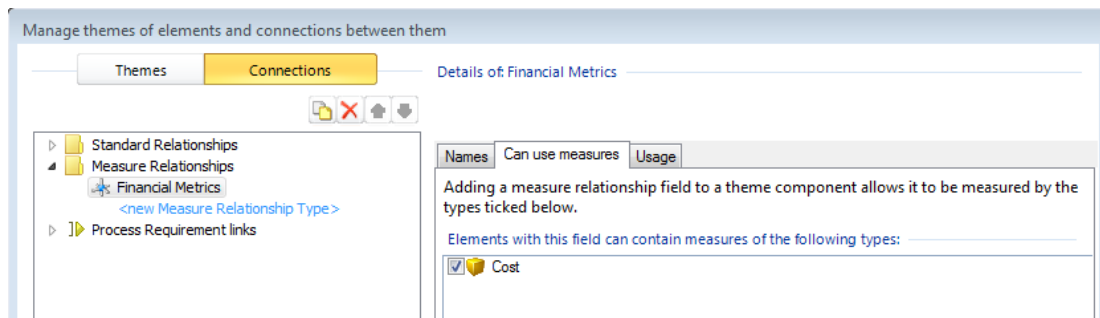 Manage themes of elements and connections between them
Themes
Connections
Details of: Financial Metrics
Standard Relationships
Measure Relationships
Financial Metrics
<new Measure Relationship Type>
Process Requirement links
Names
Can use measures
Usage
Adding a measure relationship field to a theme component allows it to be measured by the
types ticked below.
Elements with this field can contain measures of the following types:
Cost